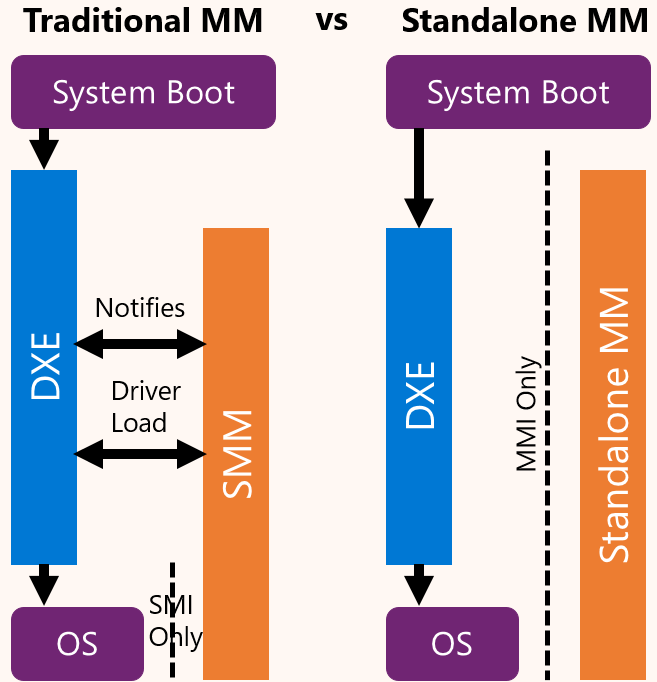 Traditional MM vs Standalone MM
System Boot
Notifies
Driver
Load
DXE
SMM
SMI
Only
OS
System Boot
DXE
MMI Only
Standalone MM
OS